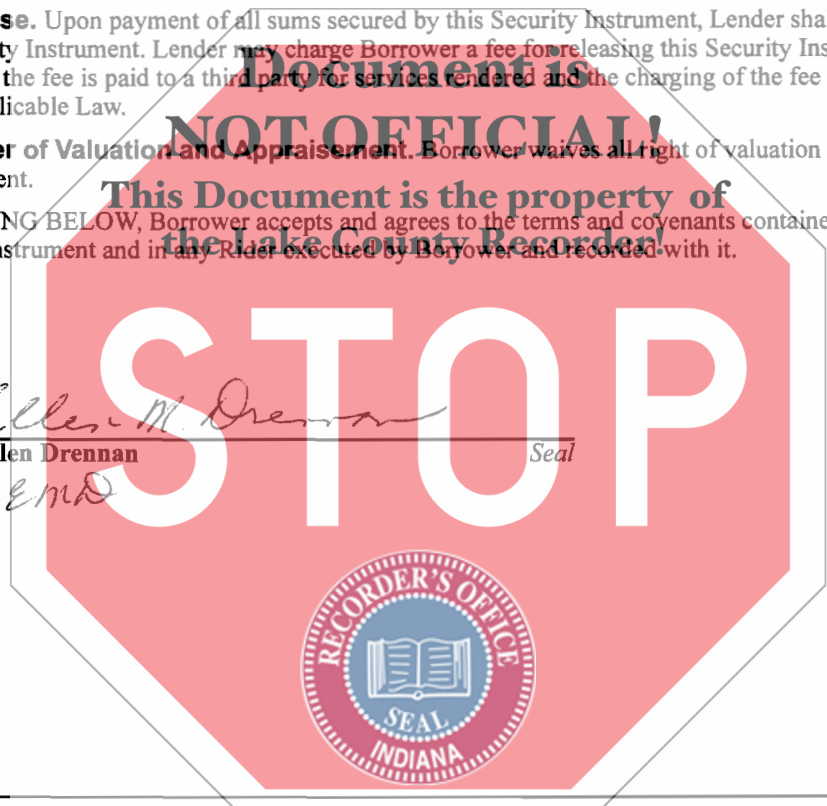 se. Upon payment of all sums secured by this Security Instrument, Lender sha
ty Instrument. Lender may charge Borrower a fee for releasing this Security Ins
the fee is paid to a third party for services rendered and the charging of the fee
licable Law.
Document is
NOT OFFICIAL!
er of Valuation and Appraisement. Borrower waives all right of valuation
ent.
This Document is the property of
the Lake County Recorder!
NG BELOW, Borrower accepts and agrees to the terms and covenants containe
strument and in any Rider executed by Borrower and recorded with it.
STOP
Ellen M. Drennan
len Drennan Seal
EMD
RECORDER'S OFFICE
SEAL
INDIANA